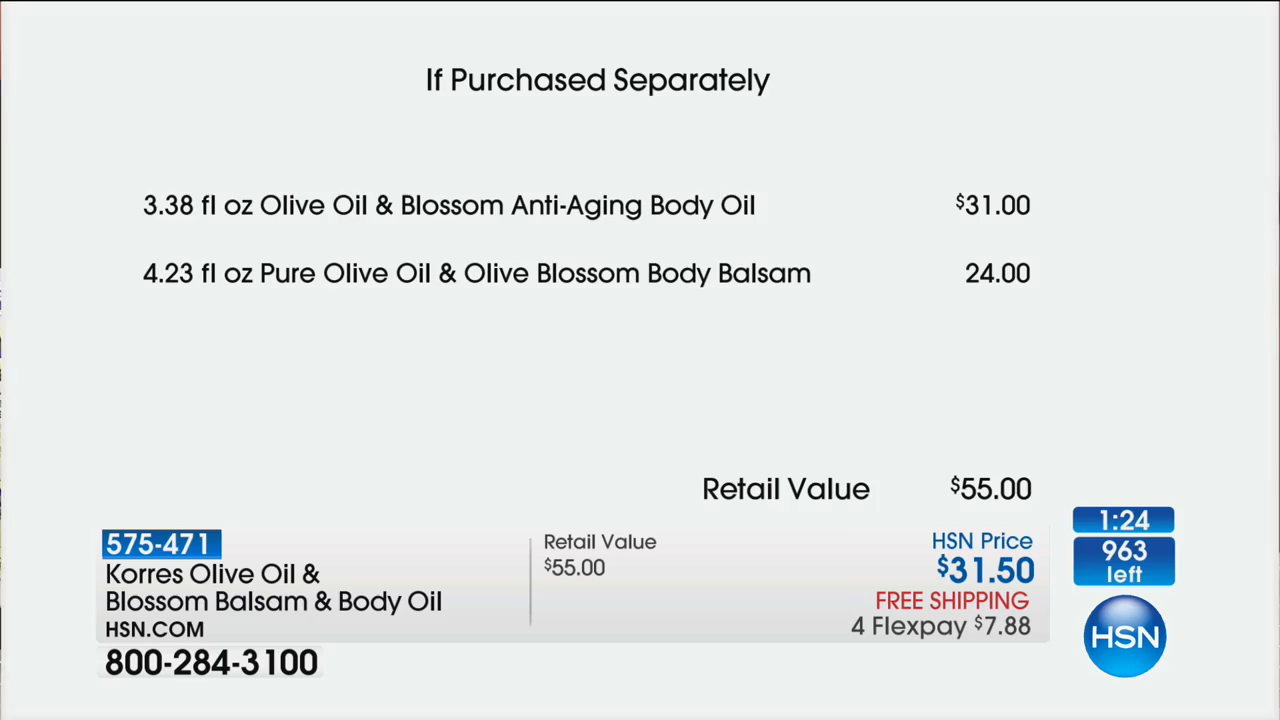 If Purchased Separately
3.38 fl oz Olive Oil & Blossom Anti-Aging Body Oil $31.00
4.23 fl oz Pure Olive Oil & Olive Blossom Body Balsam 24.00
Retail Value $55.00
575-471
Korres Olive Oil &
Blossom Balsam & Body Oil
HSN.COM
800-284-3100
Retail Value
$55.00
HSN Price
$31.50
FREE SHIPPING
4 Flexpay $7.88
1:24
963
left
HSN